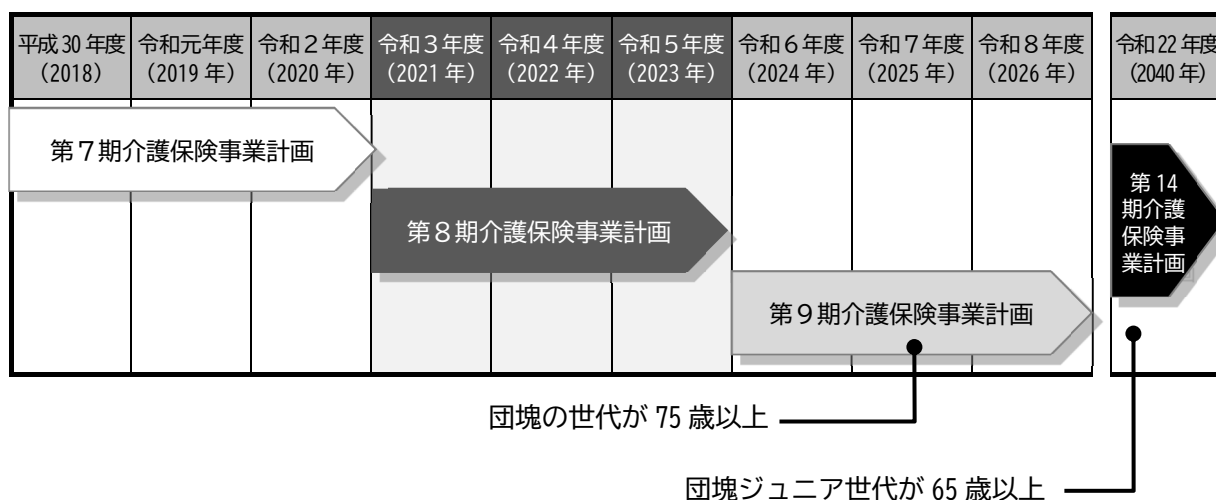 平成30年度 令和元年度 令和２年度 令和３年度 令和４年度 令和５年度 令和６年度 令和７年度 令和８年度 令和22年度
（2018） （2019年） （2020年） （2021年） （2022年） （2023年） （2024年） （2025年） （2026年） （2040年）
第７期介護保険事業計画
第８期介護保険事業計画
第９期介護保険事業計画
第14
期介護
保険事
業計画
団塊の世代が75歳以上
団塊ジュニア世代が65歳以上